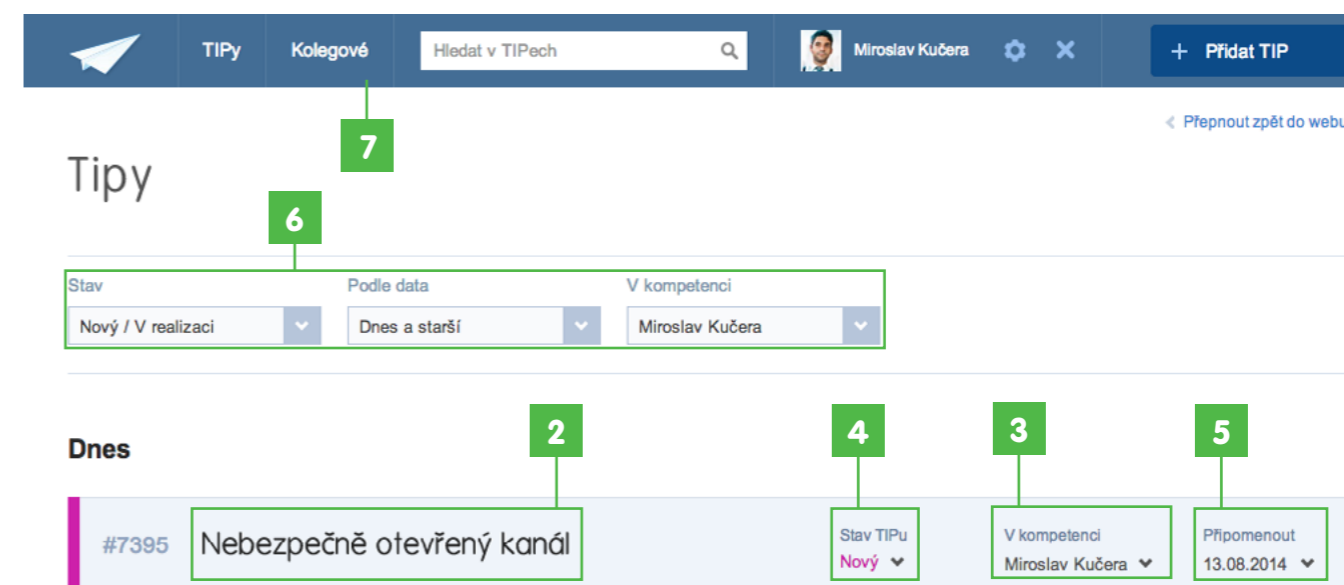 TIPy Kolegové Hledat v TIPech Miroslav Kučera + Přidat TIP
7
Přepnout zpět do webu
Tipy
6
Stav Podle data V kompetenci
Nový / V realizaci Dnes a starší Miroslav Kučera
2 4 3 5
Dnes
#7395 Nebezpečně otevřený kanál
Stav TIPu V kompetenci Připomenout
Nový Miroslav Kučera 13.08.2014